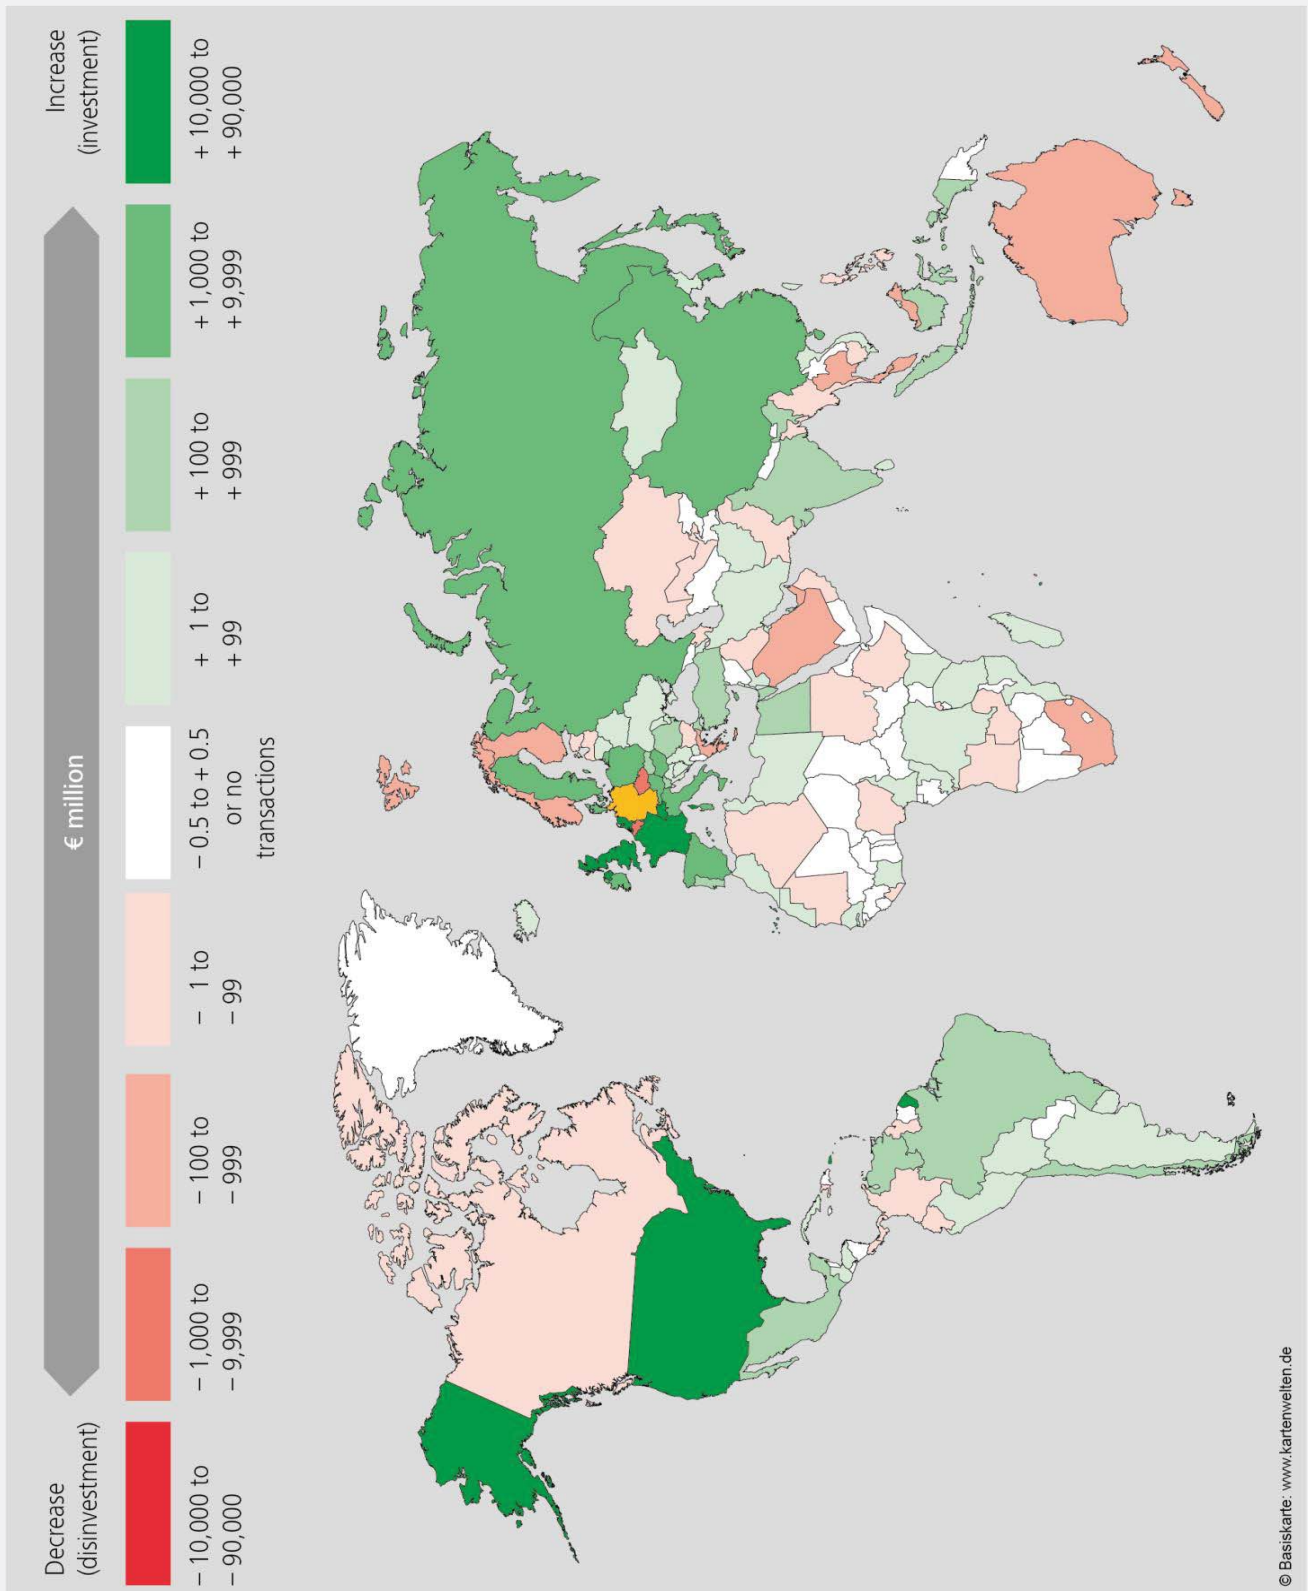 € million
Decrease
(disinvestment)
Increase
(investment)
– 10,000 to
– 90,000
– 1,000 to
– 9,999
– 100 to
– 999
– 1 to
– 99
– 0.5 to + 0.5
or no
transactions
+ 1 to
+ 99
+ 100 to
+ 999
+ 1,000 to
+ 9,999
+ 10,000 to
+ 90,000
© Basiskarte: www.kartenwelten.de